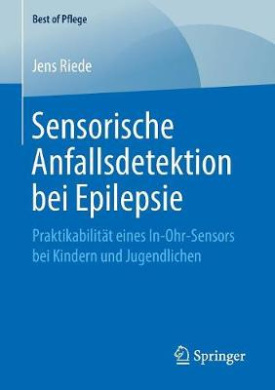 Best of Pflege
Jens Riede
Sensorische
Anfallsdetektion
bei Epilepsie
Praktikabilität eines In-Ohr-Sensors
bei Kindern und Jugendlichen
Springer